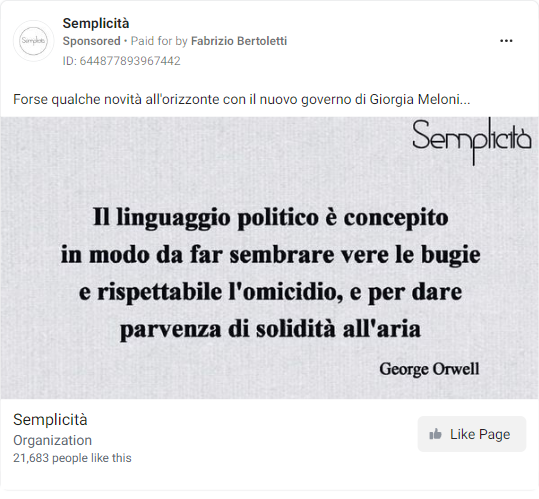 Semplicità
Semplicità
Sponsored • Paid for by Fabrizio Bertoletti
ID: 644877893967442
Forse qualche novità all'orizzonte con il nuovo governo di Giorgia Meloni...
Semplicità
Il linguaggio politico è concepito
in modo da far sembrare vere le bugie
e rispettabile l'omicidio, e per dare
parvenza di solidità all'aria
George Orwell
Semplicità
Organization
21,683 people like this
Like Page